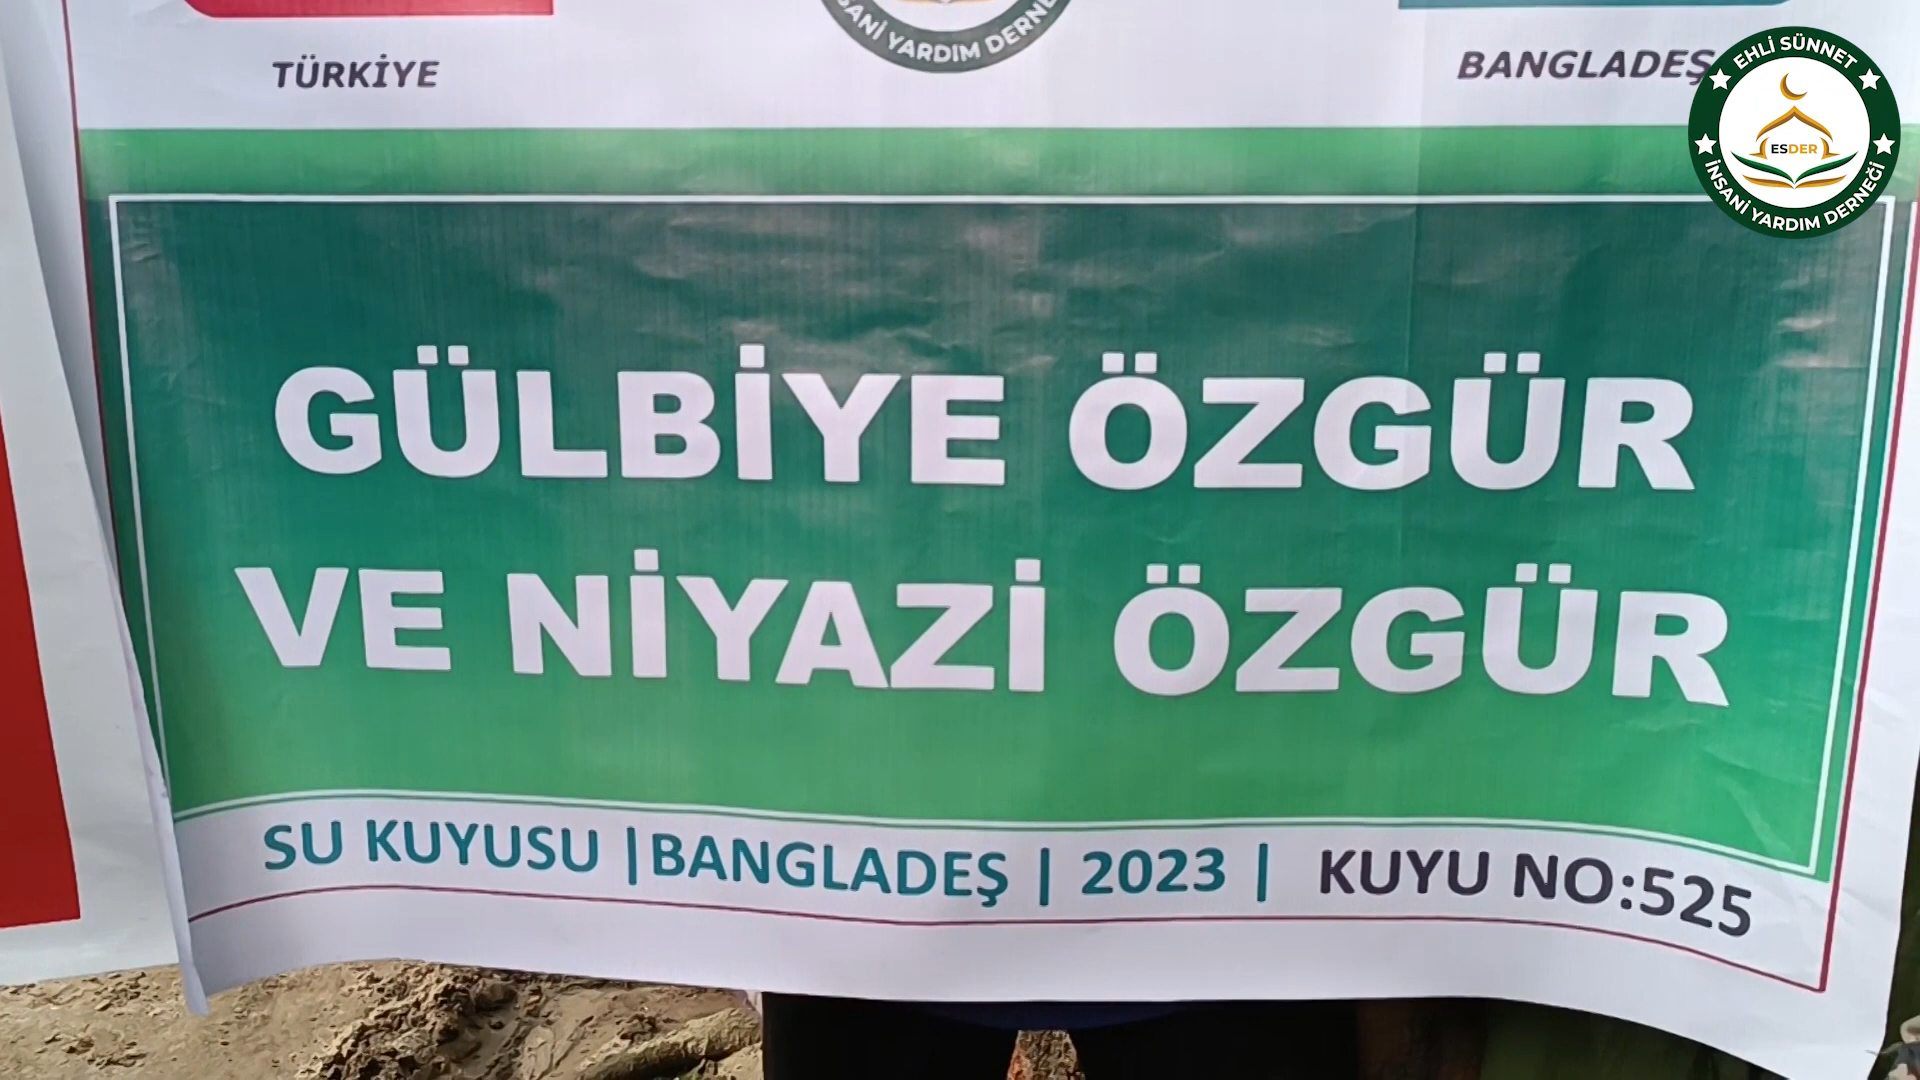 TÜRKİYE
İNSANİ YARDIM
BANGLADEŞ
EHLİ SÜNNET
ESDER
İNSANİ YARDIM DERNEĞİ
GÜLBİYE ÖZGÜR
VE NİYAZİ ÖZGÜR
SU KUYUSU |BANGLADEŞ | 2023 | KUYU NO:525